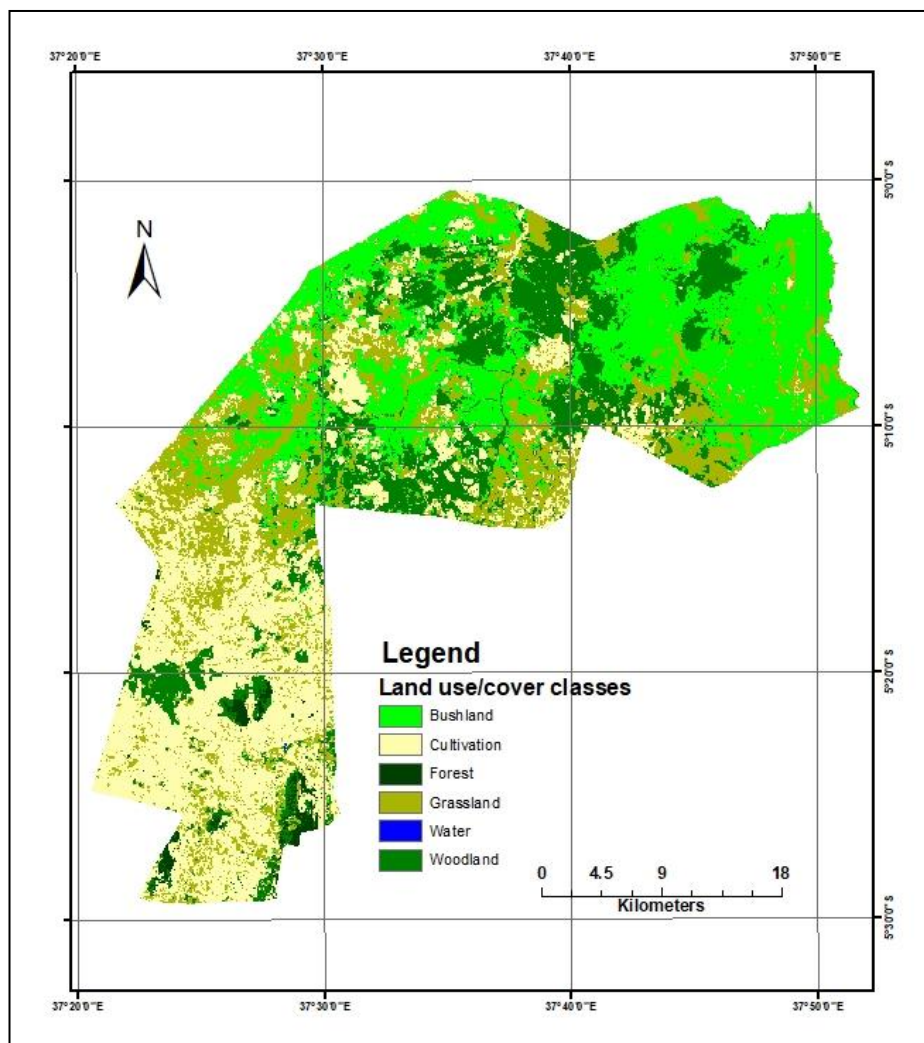 37°20'0"E 37°30'0"E 37°40'0"E 37°50'0"E
5°0'0"S
N
5°10'0"S
5°20'0"S
Legend
Land use/cover classes
Bushland
Cultivation
Forest
Grassland
Water
Woodland
0 4.5 9 18
Kilometers
5°30'0"S
37°20'0"E 37°30'0"E 37°40'0"E 37°50'0"E